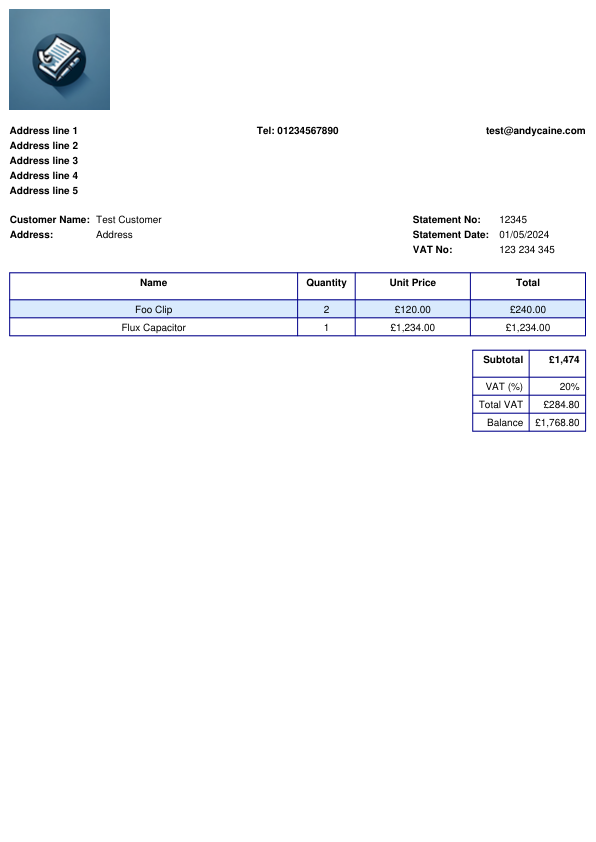 Address line 1 Tel: 01234567890 test@andycaine.com
Address line 2
Address line 3
Address line 4
Address line 5
Customer Name: Test Customer Statement No: 12345
Address: Address Statement Date: 01/05/2024
VAT No: 123 234 345
Name Quantity Unit Price Total
Foo Clip 2 £120.00 £240.00
Flux Capacitor 1 £1,234.00 £1,234.00
Subtotal £1,474
VAT (%) 20%
Total VAT £284.80
Balance £1,768.80